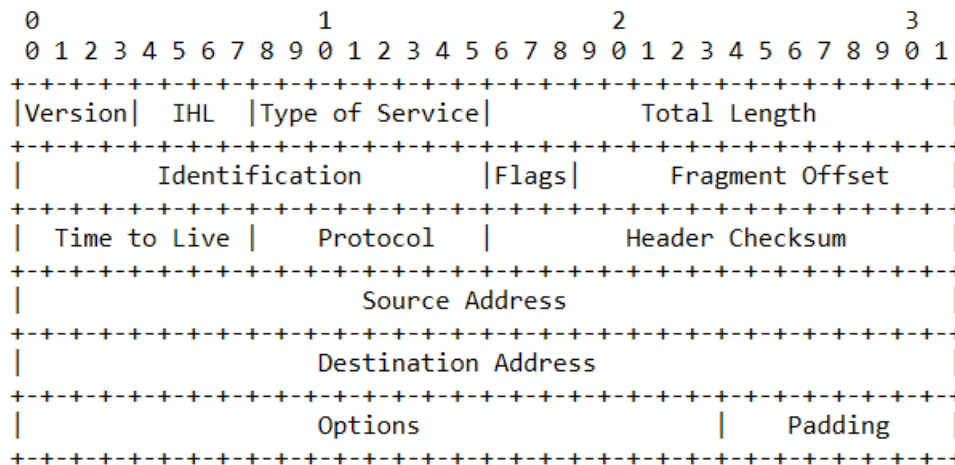 0                   1                   2                   3
0 1 2 3 4 5 6 7 8 9 0 1 2 3 4 5 6 7 8 9 0 1 2 3 4 5 6 7 8 9 0 1
+-+-+-+-+-+-+-+-+-+-+-+-+-+-+-+-+-+-+-+-+-+-+-+-+-+-+-+-+-+-+-+-+
|Version|  IHL  |Type of Service|          Total Length         |
+-+-+-+-+-+-+-+-+-+-+-+-+-+-+-+-+-+-+-+-+-+-+-+-+-+-+-+-+-+-+-+-+
|         Identification        |Flags|      Fragment Offset    |
+-+-+-+-+-+-+-+-+-+-+-+-+-+-+-+-+-+-+-+-+-+-+-+-+-+-+-+-+-+-+-+-+
|  Time to Live |    Protocol   |         Header Checksum       |
+-+-+-+-+-+-+-+-+-+-+-+-+-+-+-+-+-+-+-+-+-+-+-+-+-+-+-+-+-+-+-+-+
|                       Source Address                          |
+-+-+-+-+-+-+-+-+-+-+-+-+-+-+-+-+-+-+-+-+-+-+-+-+-+-+-+-+-+-+-+-+
|                    Destination Address                        |
+-+-+-+-+-+-+-+-+-+-+-+-+-+-+-+-+-+-+-+-+-+-+-+-+-+-+-+-+-+-+-+-+
|                    Options                    |    Padding    |
+-+-+-+-+-+-+-+-+-+-+-+-+-+-+-+-+-+-+-+-+-+-+-+-+-+-+-+-+-+-+-+-+